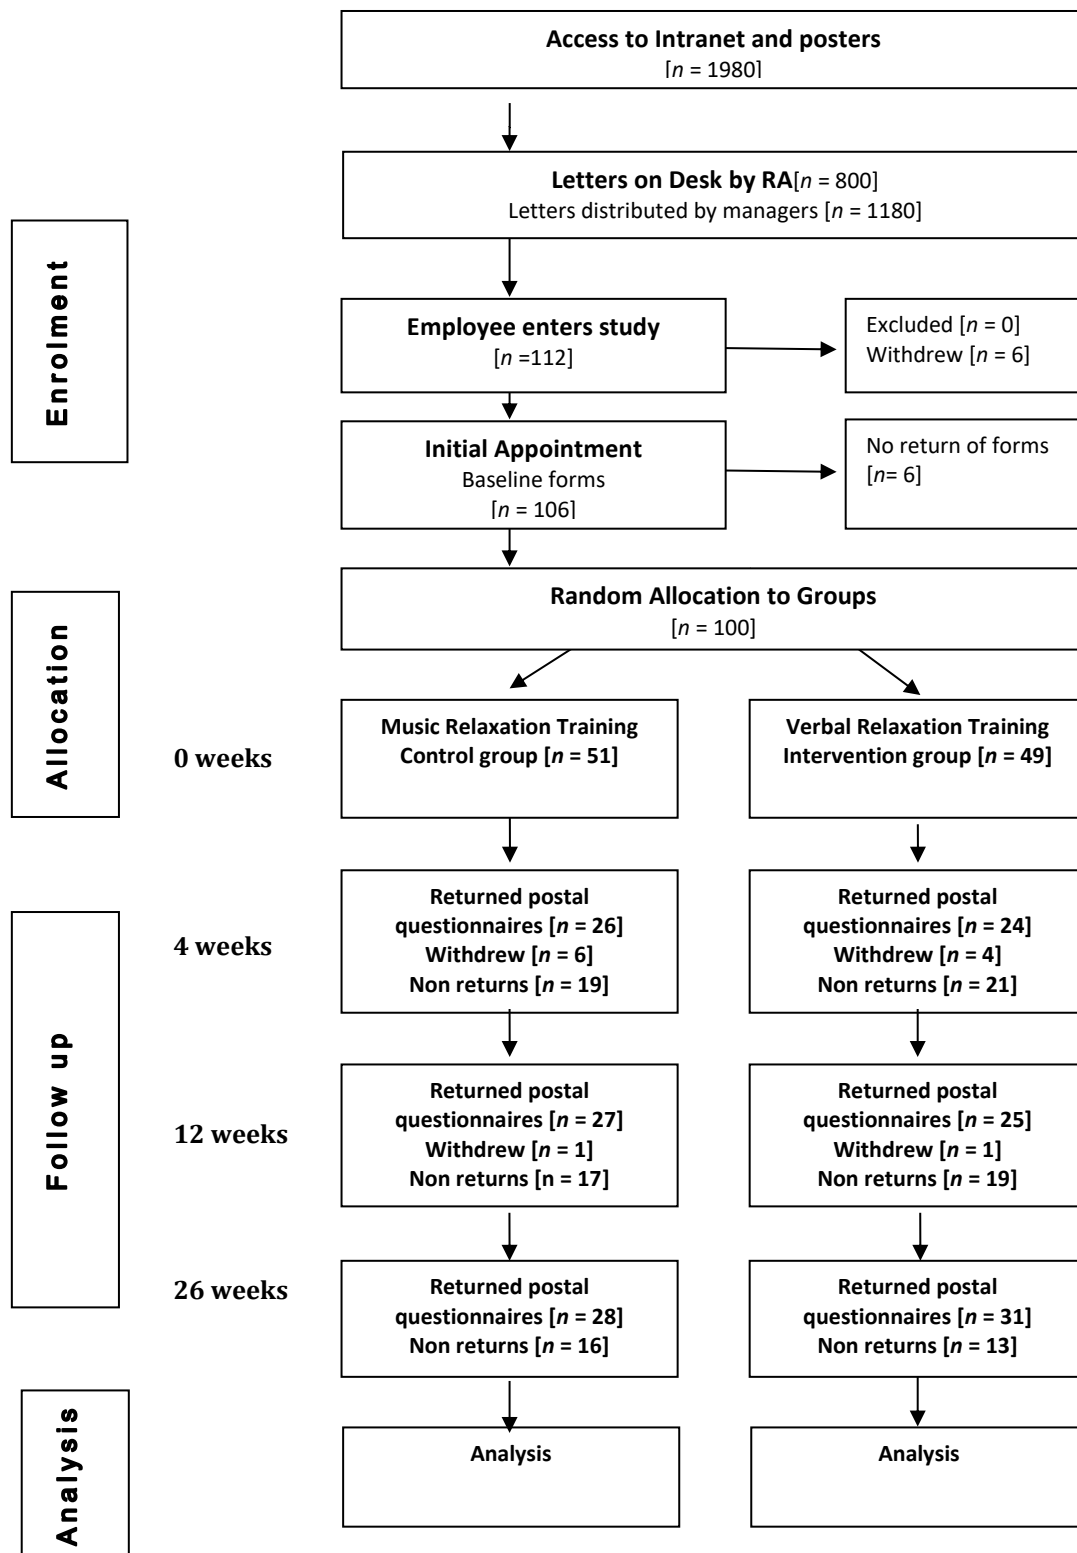 Access to Intranet and posters
[n = 1980]
Letters on Desk by RA[n = 800]
Letters distributed by managers [n = 1180]
Enrolment
Employee enters study
[n =112]
Excluded [n = 0]
Withdrew [n = 6]
Initial Appointment
Baseline forms
[n = 106]
No return of forms
[n= 6]
Allocation
Random Allocation to Groups
[n = 100]
0 weeks
Music Relaxation Training
Control group [n = 51]
Verbal Relaxation Training
Intervention group [n = 49]
Follow up
4 weeks
Returned postal
questionnaires [n = 26]
Withdrew [n = 6]
Non returns [n = 19]
Returned postal
questionnaires [n = 24]
Withdrew [n = 4]
Non returns [n = 21]
12 weeks
Returned postal
questionnaires [n = 27]
Withdrew [n = 1]
Non returns [n = 17]
Returned postal
questionnaires [n = 25]
Withdrew [n = 1]
Non returns [n = 19]
26 weeks
Returned postal
questionnaires [n = 28]
Non returns [n = 16]
Returned postal
questionnaires [n = 31]
Non returns [n = 13]
Analysis
Analysis
Analysis